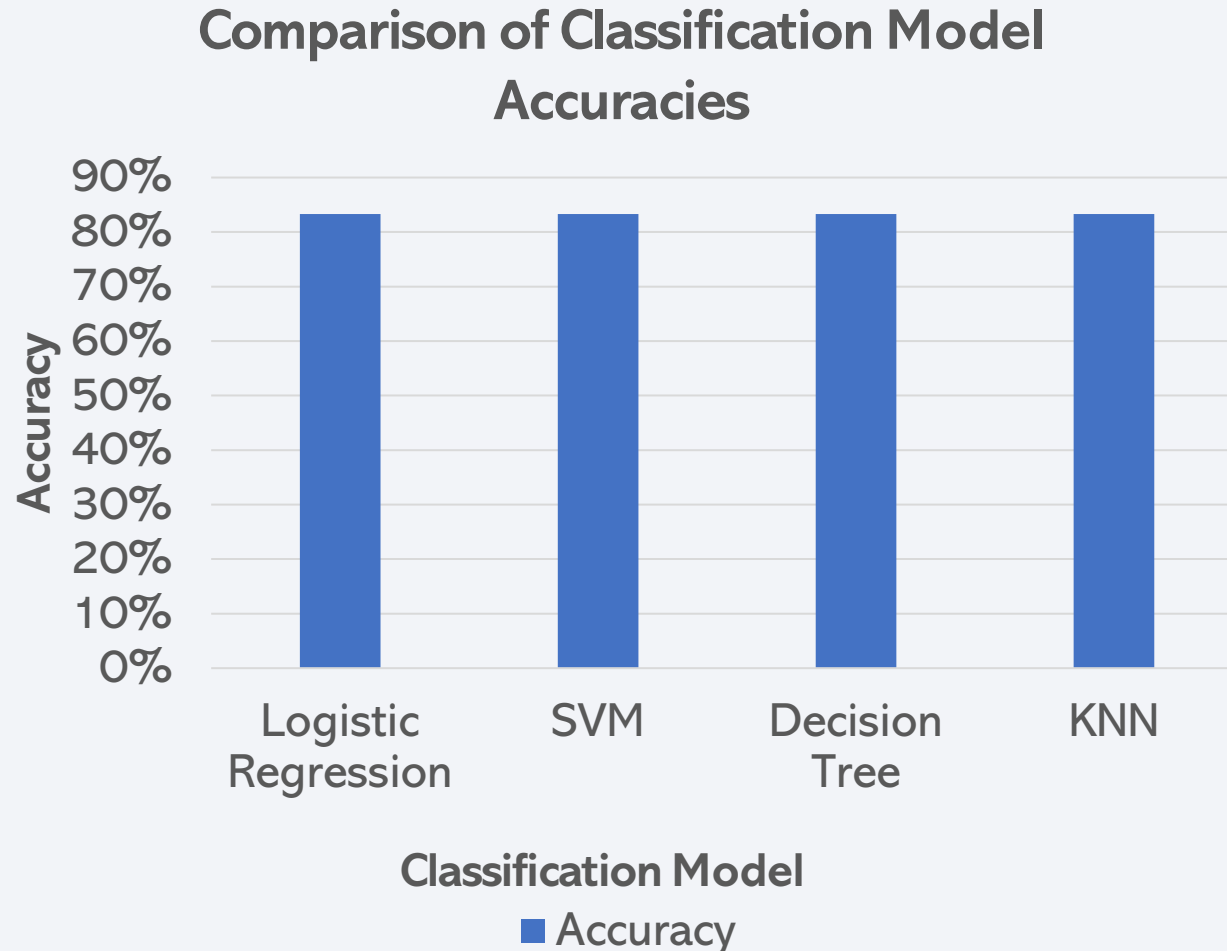 Comparison of Classification Model
Accuracies
90%
80%
70%
60%
50%
40%
30%
20%
10%
0%
Accuracy
Logistic
Regression
SVM
Decision
Tree
KNN
Classification Model
Accuracy